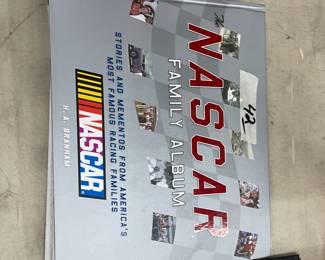 The
NASCAR
FAMILY ALBUM
STORIES AND MEMENTOS FROM AMERICA'S
MOST FAMOUS RACING FAMILIES
NASCAR
H. A. BRANHAM
42